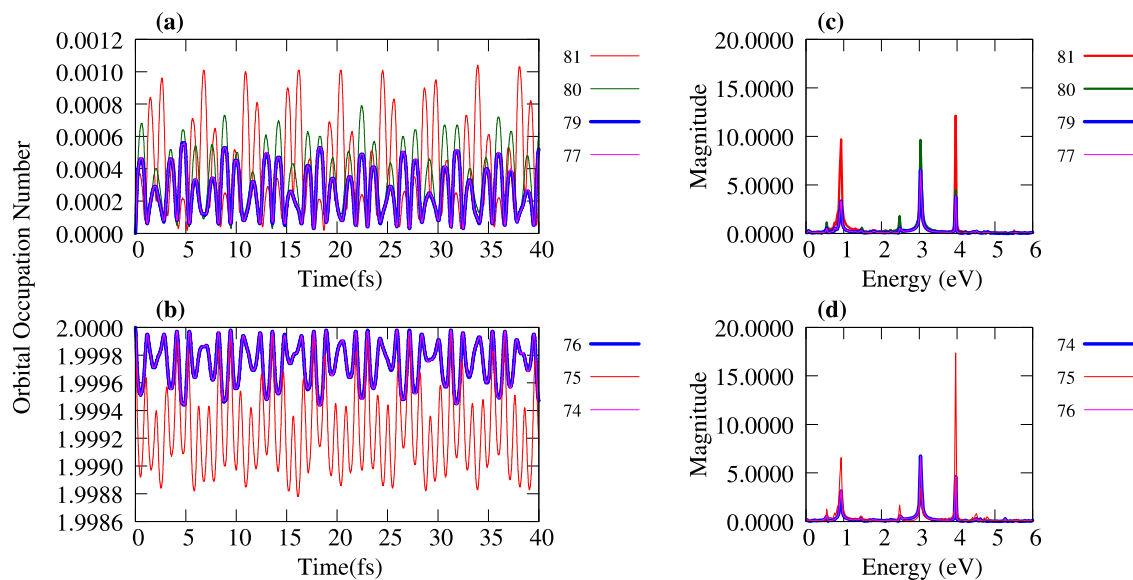 (a)
Orbital Occupation Number
0.0012
0.0010
0.0008
0.0006
0.0004
0.0002
0.0000
0 5 10 15 20 25 30 35 40
Time(fs)
81
80
79
77
(c)
Magnitude
20.0000
15.0000
10.0000
5.0000
0.0000
0 1 2 3 4 5 6
Energy (eV)
81
80
79
77
(b)
2.0000
1.9998
1.9996
1.9994
1.9992
1.9990
1.9988
1.9986
0 5 10 15 20 25 30 35 40
Time(fs)
76
75
74
(d)
Magnitude
20.0000
15.0000
10.0000
5.0000
0.0000
0 1 2 3 4 5 6
Energy (eV)
74
75
76